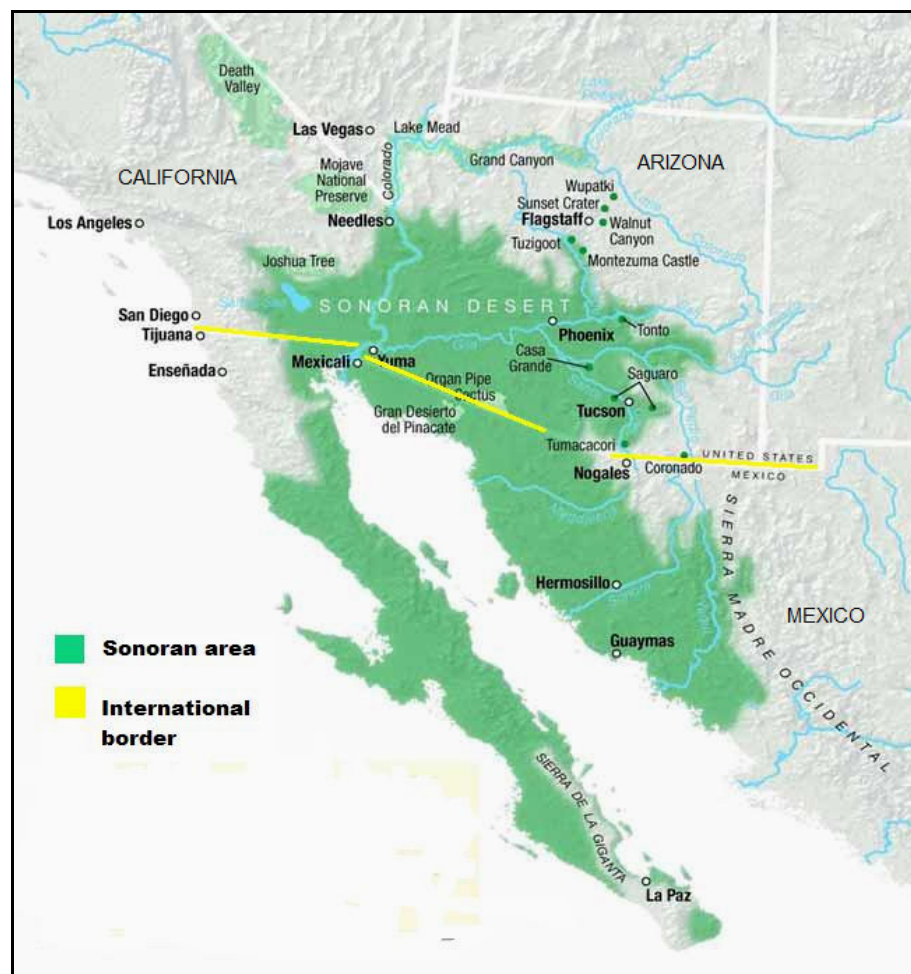 Death
Valley
Las Vegas
Lake Mead
Grand Canyon
ARIZONA
CALIFORNIA
Mojave
National
Preserve
Colorado
Wupatki
Sunset Crater
Flagstaff
Walnut
Canyon
Los Angeles
Needles
Tuzigoot
Montezuma Castle
Joshua Tree
SONORAN DESERT
San Diego
Tijuana
Phoenix
Tonto
Gila
Mexicali
Yuma
Casa
Grande
Enseñada
Organ Pipe
Cactus
Saguaro
Gran Desierto
del Pinacate
Tucson
Gila
Tumacacori
Nogales
Coronado
UNITED STATES
MEXICO
SIERRA MADRE OCCIDENTAL
Hermosillo
MEXICO
Guaymas
Sonoran area
International
border
SIERRA DE LA GIGANTA
La Paz